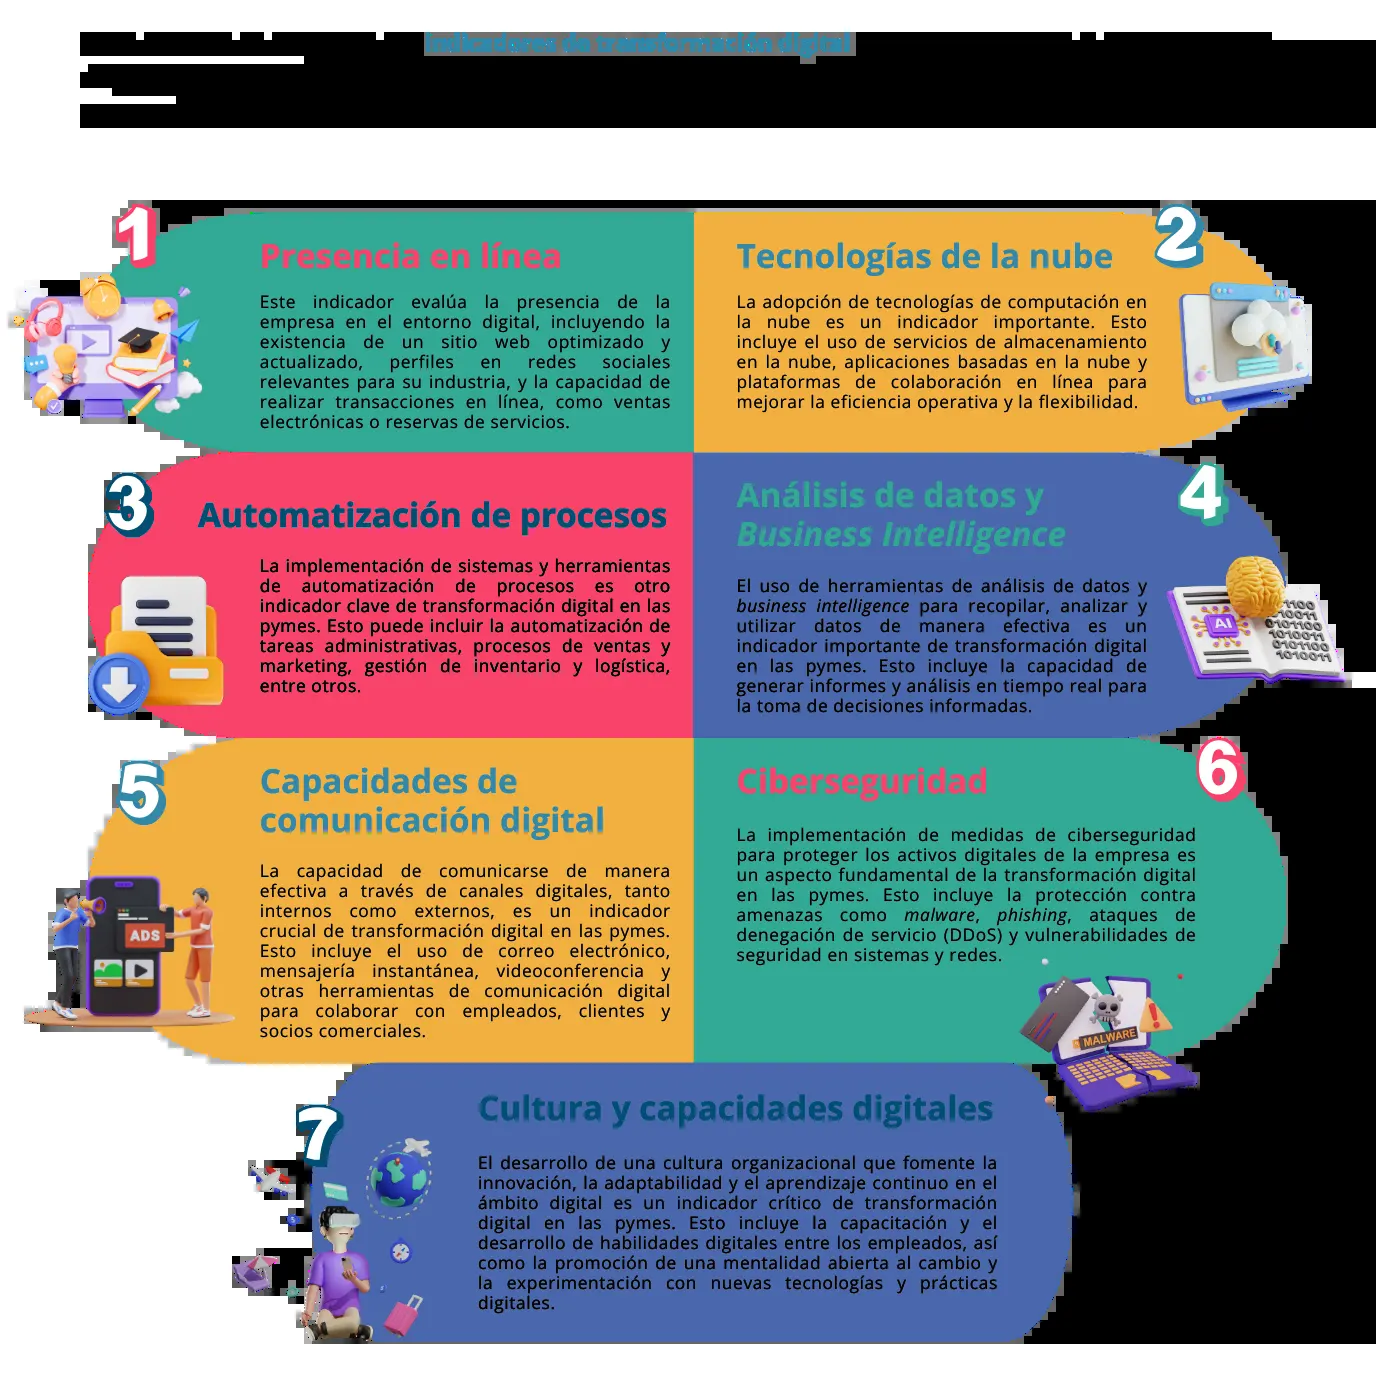 indicadores de transformación digital
1
Presencia en línea
Este indicador evalúa la presencia de la
empresa en el entorno digital, incluyendo la
existencia de un sitio web optimizado y
actualizado, perfiles en redes sociales
relevantes para su industria, y la capacidad de
realizar transacciones en línea, como ventas
electrónicas o reservas de servicios.
2
Tecnologías de la nube
La adopción de tecnologías de computación en
la nube es un indicador importante. Esto
incluye el uso de servicios de almacenamiento
en la nube, aplicaciones basadas en la nube y
plataformas de colaboración en línea para
mejorar la eficiencia operativa y la flexibilidad.
3
Automatización de procesos
La implementación de sistemas y herramientas
de automatización de procesos es otro
indicador clave de transformación digital en las
pymes. Esto puede incluir la automatización de
tareas administrativas, procesos de ventas y
marketing, gestión de inventario y logística,
entre otros.
4
Análisis de datos y
Business Intelligence
El uso de herramientas de análisis de datos y
business intelligence para recopilar, analizar y
utilizar datos de manera efectiva es un
indicador importante de transformación digital
en las pymes. Esto incluye la capacidad de
generar informes y análisis en tiempo real para
la toma de decisiones informadas.
AI
1100
10011
0101100
1010011
0101100
1010011
5
Capacidades de
comunicación digital
La capacidad de comunicarse de manera
efectiva a través de canales digitales, tanto
internos como externos, es un indicador
crucial de transformación digital en las pymes.
Esto incluye el uso de correo electrónico,
mensajería instantánea, videoconferencia y
otras herramientas de comunicación digital
para colaborar con empleados, clientes y
socios comerciales.
ADS
6
Ciberseguridad
La implementación de medidas de ciberseguridad
para proteger los activos digitales de la empresa es
un aspecto fundamental de la transformación digital
en las pymes. Esto incluye la protección contra
amenazas como malware, phishing, ataques de
denegación de servicio (DDoS) y vulnerabilidades de
seguridad en sistemas y redes.
MALWARE
7
Cultura y capacidades digitales
El desarrollo de una cultura organizacional que fomente la
innovación, la adaptabilidad y el aprendizaje continuo en el
ámbito digital es un indicador crítico de transformación
digital en las pymes. Esto incluye la capacitación y el
desarrollo de habilidades digitales entre los empleados, así
como la promoción de una mentalidad abierta al cambio y
la experimentación con nuevas tecnologías y prácticas
digitales.